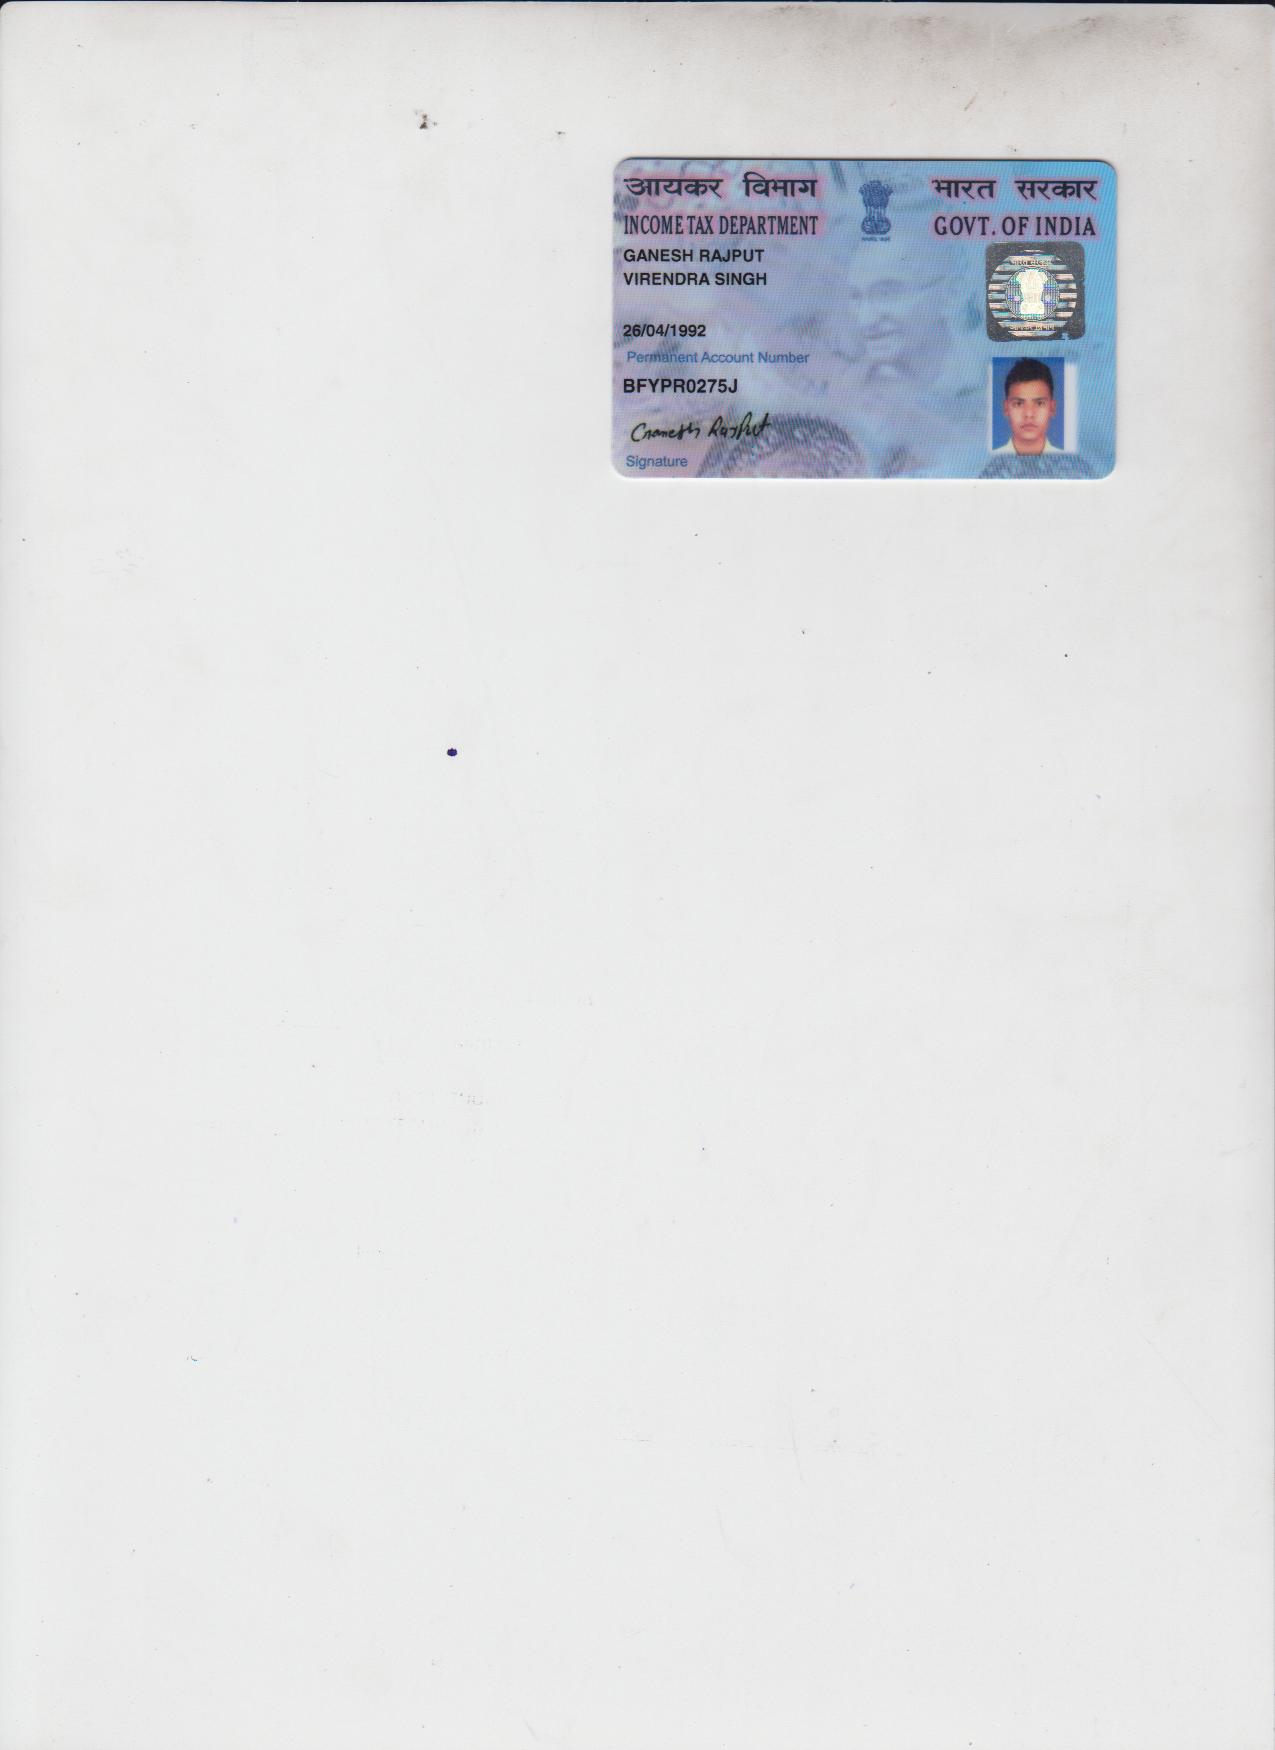 आयकर विभाग
INCOME TAX DEPARTMENT
भारत सरकार
GOVT. OF INDIA
GANESH RAJPUT
VIRENDRA SINGH
26/04/1992
Permanent Account Number
BFYPR0275J
Ganesh Rajput
Signature